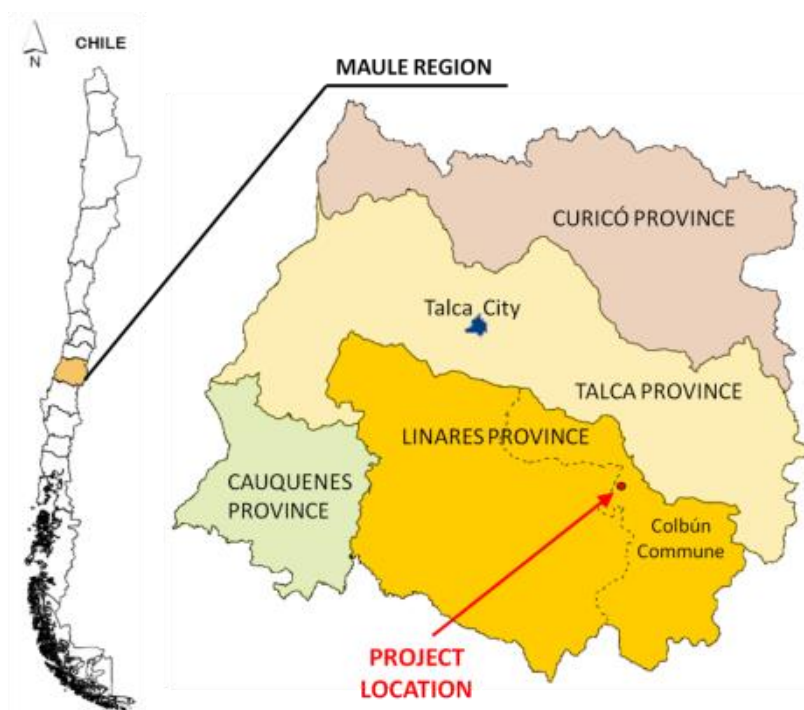 CHILE
N
MAULE REGION
CURICÓ PROVINCE
Talca City
TALCA PROVINCE
LINARES PROVINCE
CAUQUENES
PROVINCE
Colbún
Commune
PROJECT
LOCATION